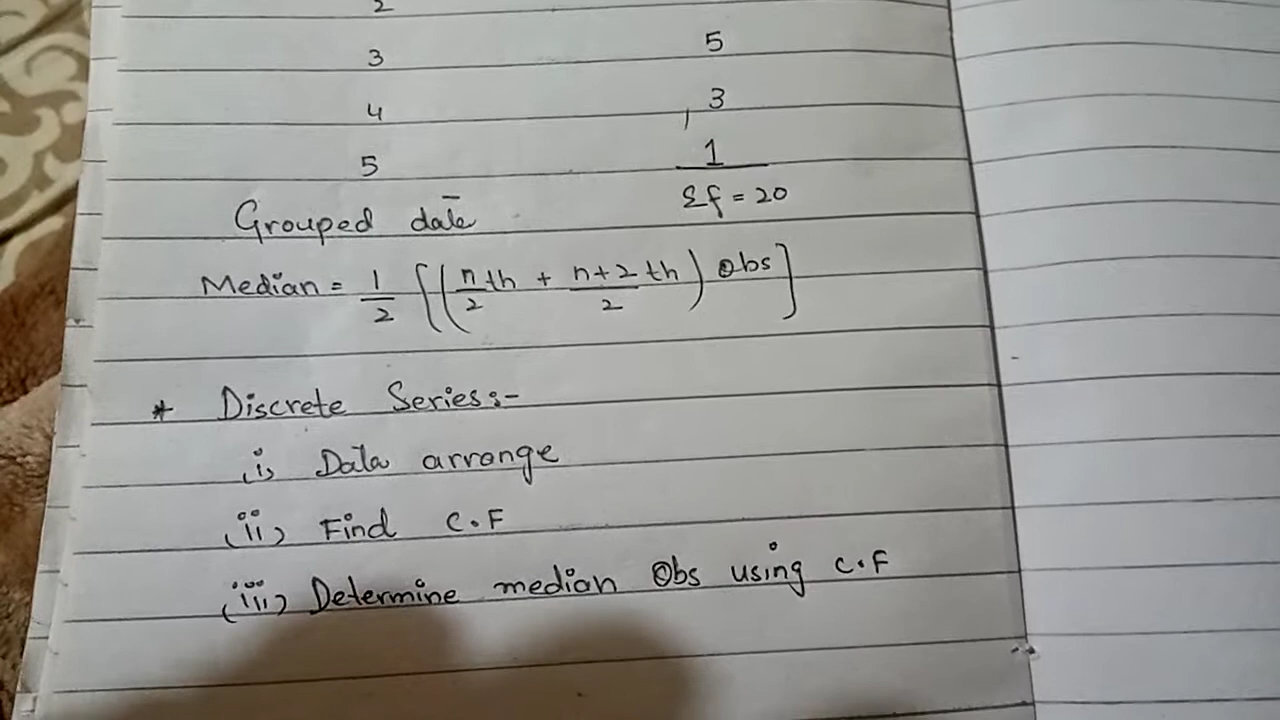 2
3 5
4 3
5 1
Σf = 20
Grouped data
Median = 1/2 [(n/2 th + n+2/2 th) Obs]
* Discrete Series:-
(i) Data arrange
(ii) Find C.F
(iii) Determine median Obs using C.F